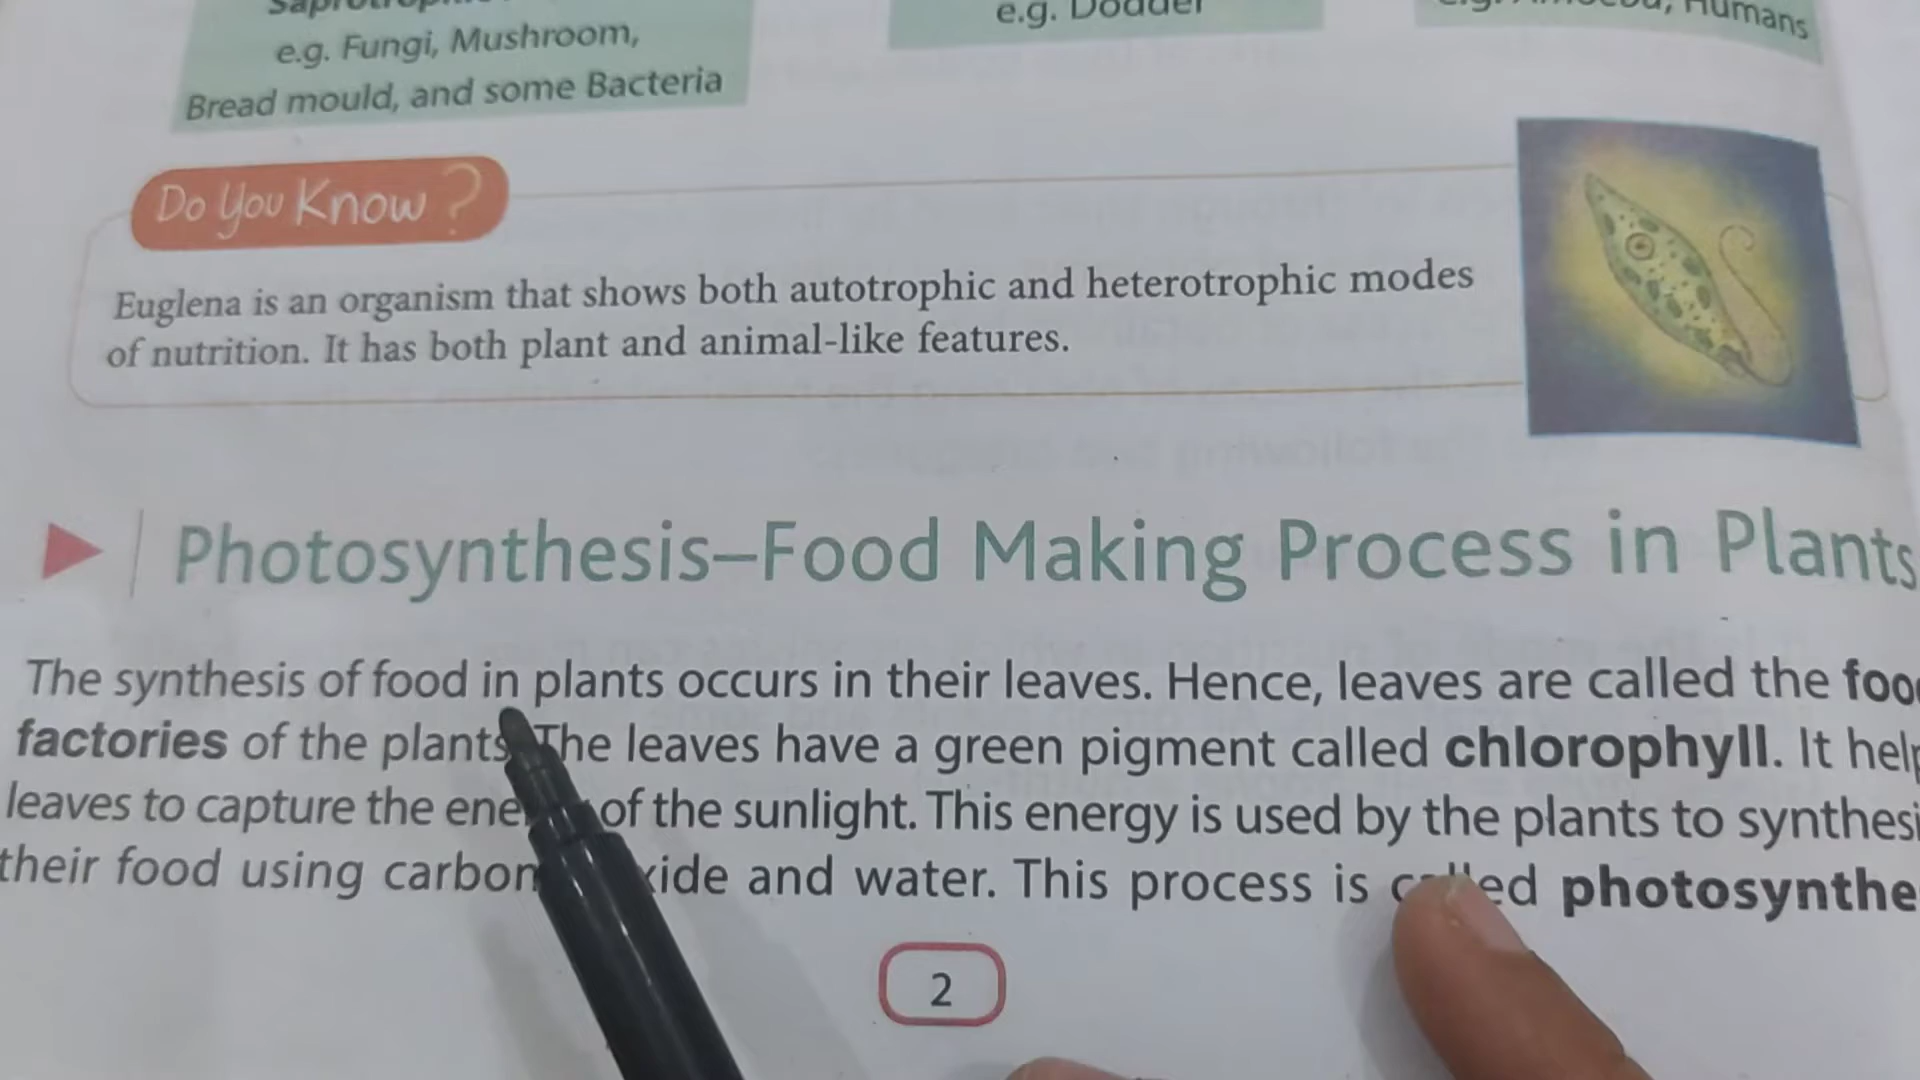 e.g. Fungi, Mushroom,
Bread mould, and some Bacteria
e.g. Dodder
Humans
Do You Know?
Euglena is an organism that shows both autotrophic and heterotrophic modes
of nutrition. It has both plant and animal-like features.
Photosynthesis–Food Making Process in Plants
The synthesis of food in plants occurs in their leaves. Hence, leaves are called the
factories of the plants The leaves have a green pigment called chlorophyll. It
leaves to capture the of the sunlight. This energy is used by the plants to
their food using and water. This process is called
2